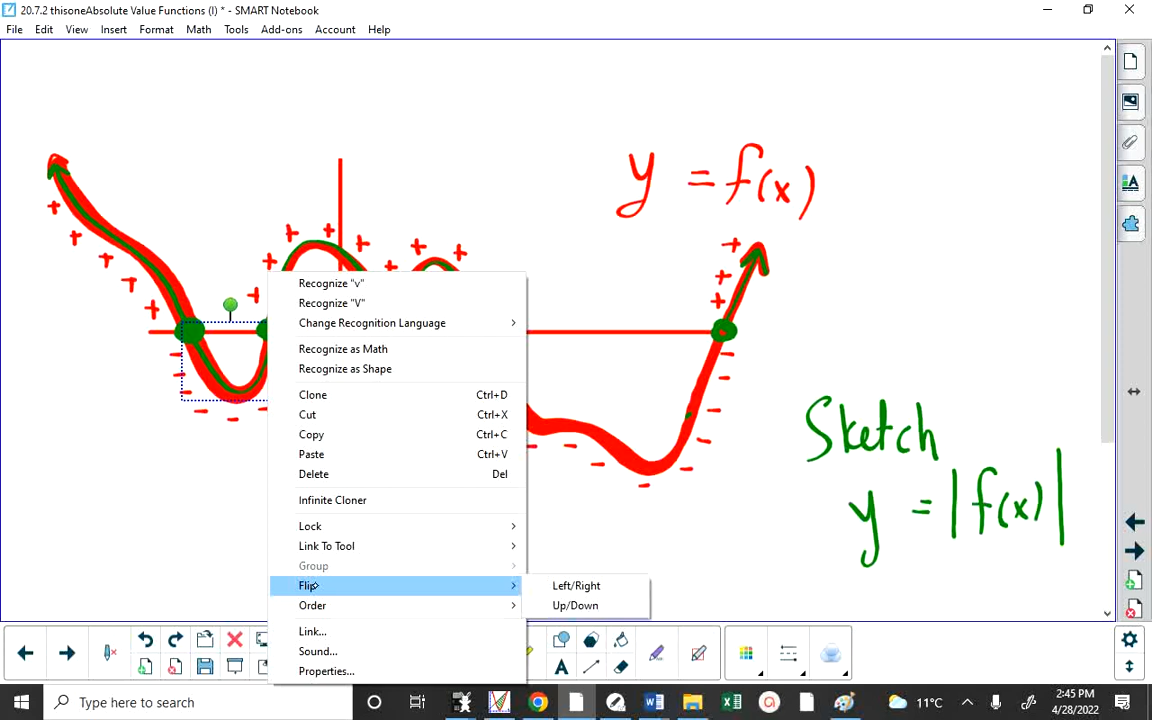 20.7.2 thisoneAbsolute Value Functions (I) * - SMART Notebook
File Edit View Insert Format Math Tools Add-ons Account Help
y = f(x)
Recognize "v"
Recognize "V"
Change Recognition Language
Recognize as Math
Recognize as Shape
Clone Ctrl+D
Cut Ctrl+X
Copy Ctrl+C
Paste Ctrl+V
Delete Del
Infinite Cloner
Lock
Link To Tool
Group
Flip
Left/Right
Order
Up/Down
Link...
Sound...
Properties...
Sketch
y = |f(x)|
Type here to search
11°C
2:45 PM
4/28/2022